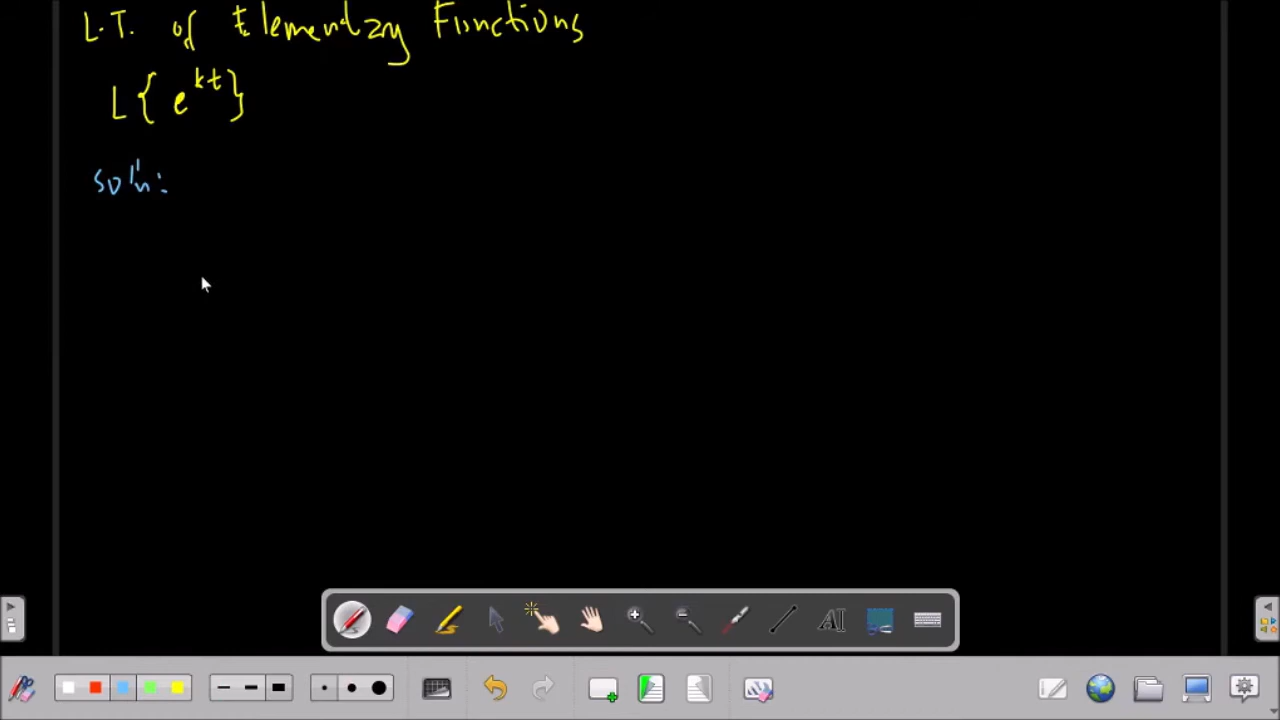 L.T. of Elementary Functions
L{e^{kt}}
Sol'n: